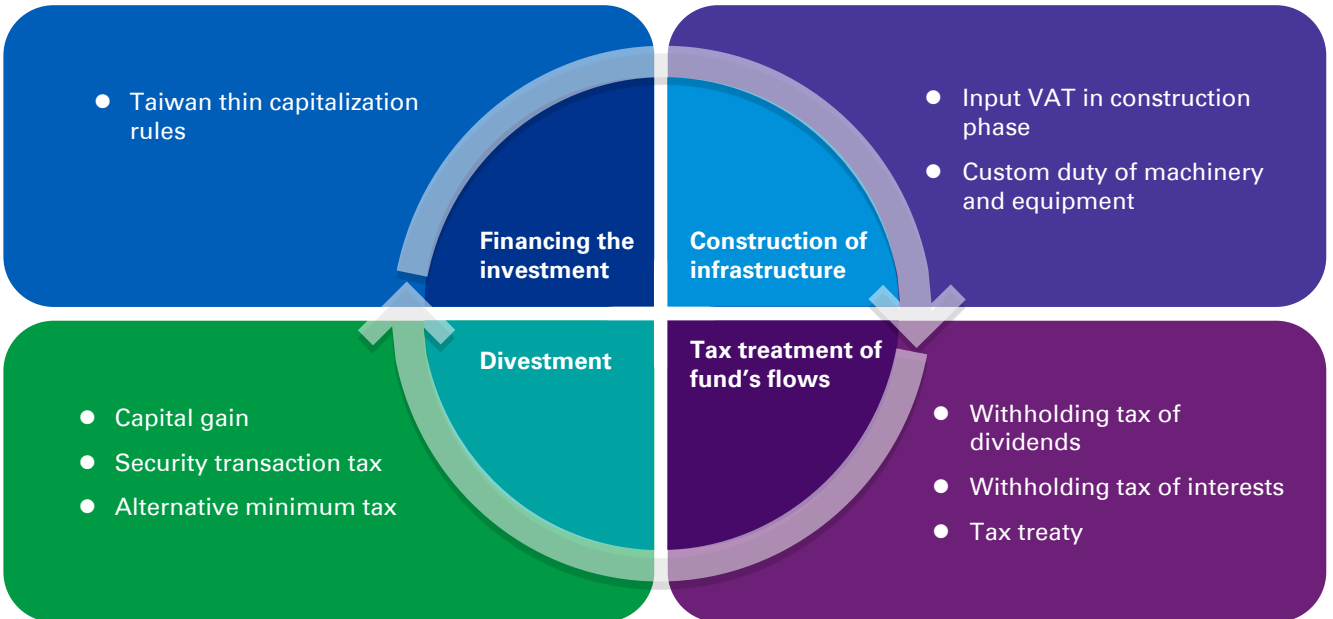 ● Taiwan thin capitalization
rules
Financing the
investment
● Input VAT in construction
phase
● Custom duty of machinery
and equipment
Construction of
infrastructure
Divestment
● Capital gain
● Security transaction tax
● Alternative minimum tax
Tax treatment of
fund's flows
● Withholding tax of
dividends
● Withholding tax of interests
● Tax treaty